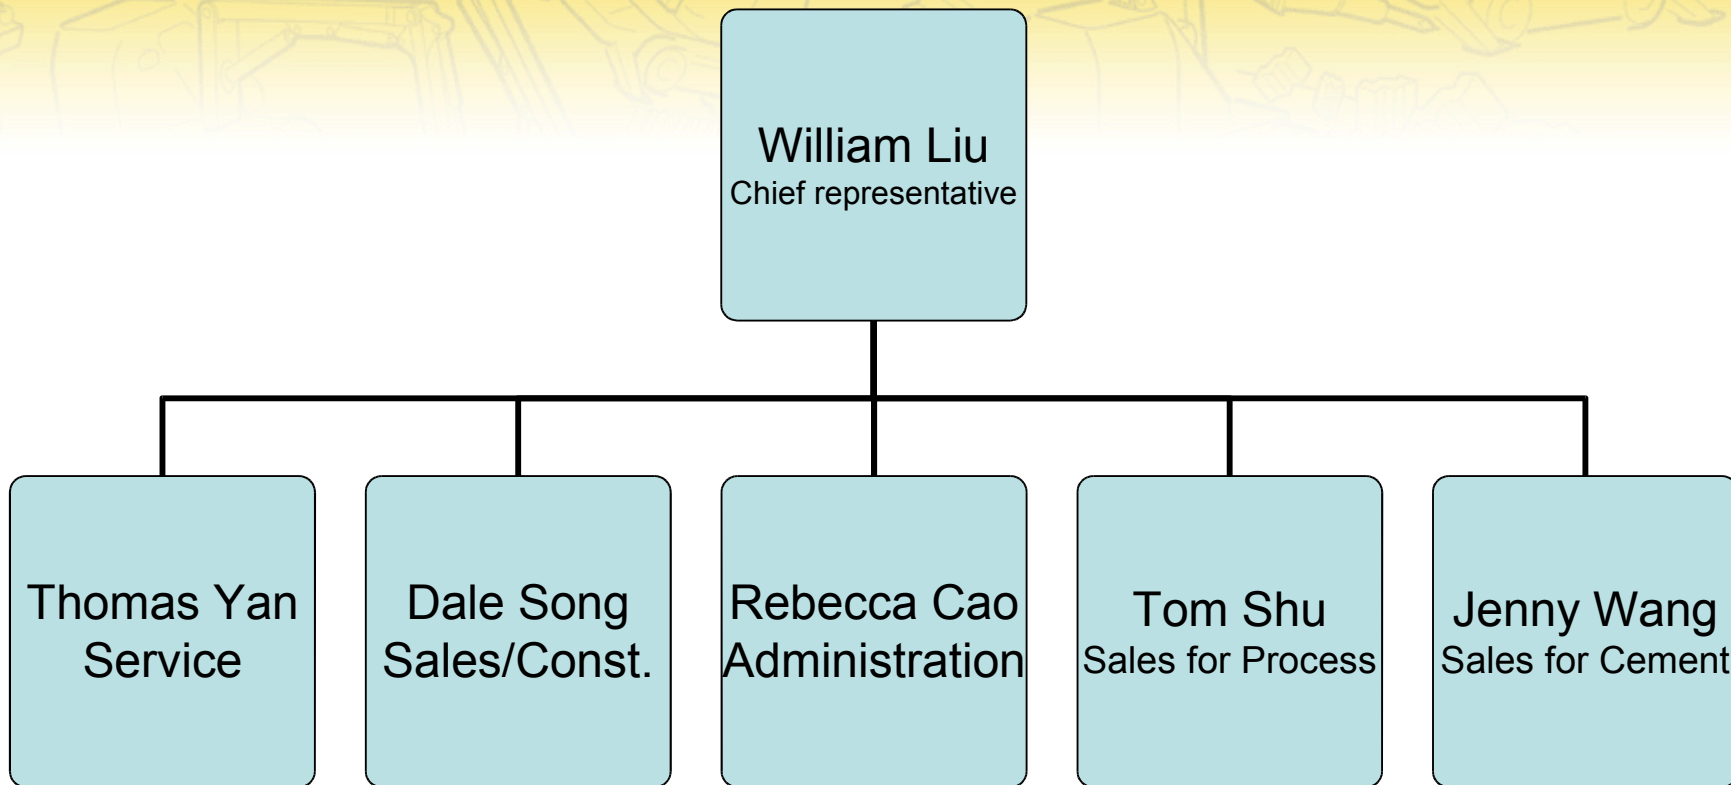 William Liu
Chief representative
Thomas Yan
Service
Dale Song
Sales/Const.
Rebecca Cao
Administration
Tom Shu
Sales for Process
Jenny Wang
Sales for Cement